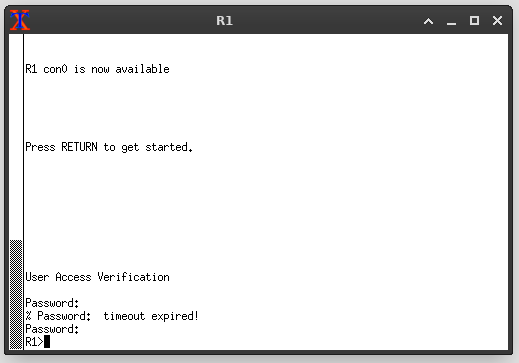 R1
R1 con0 is now available
Press RETURN to get started.
User Access Verification
Password:
% Password:  timeout expired!
Password:
R1>